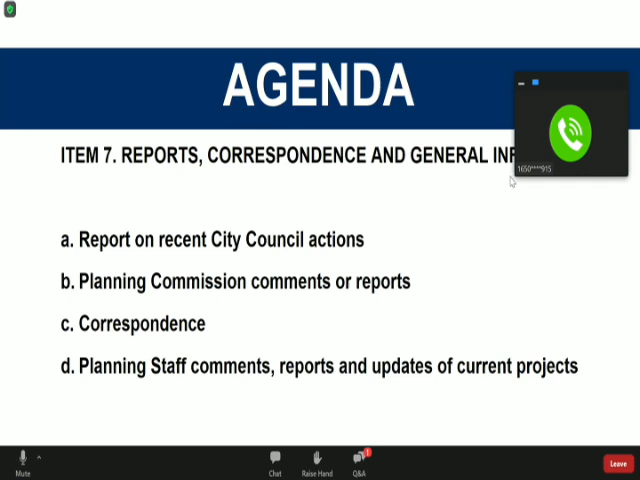 AGENDA
ITEM 7. REPORTS, CORRESPONDENCE AND GENERAL
1650****915
a. Report on recent City Council actions
b. Planning Commission comments or reports
c. Correspondence
d. Planning Staff comments, reports and updates of current projects
Mute
Chat
Raise Hand
Q&A
1
Leave